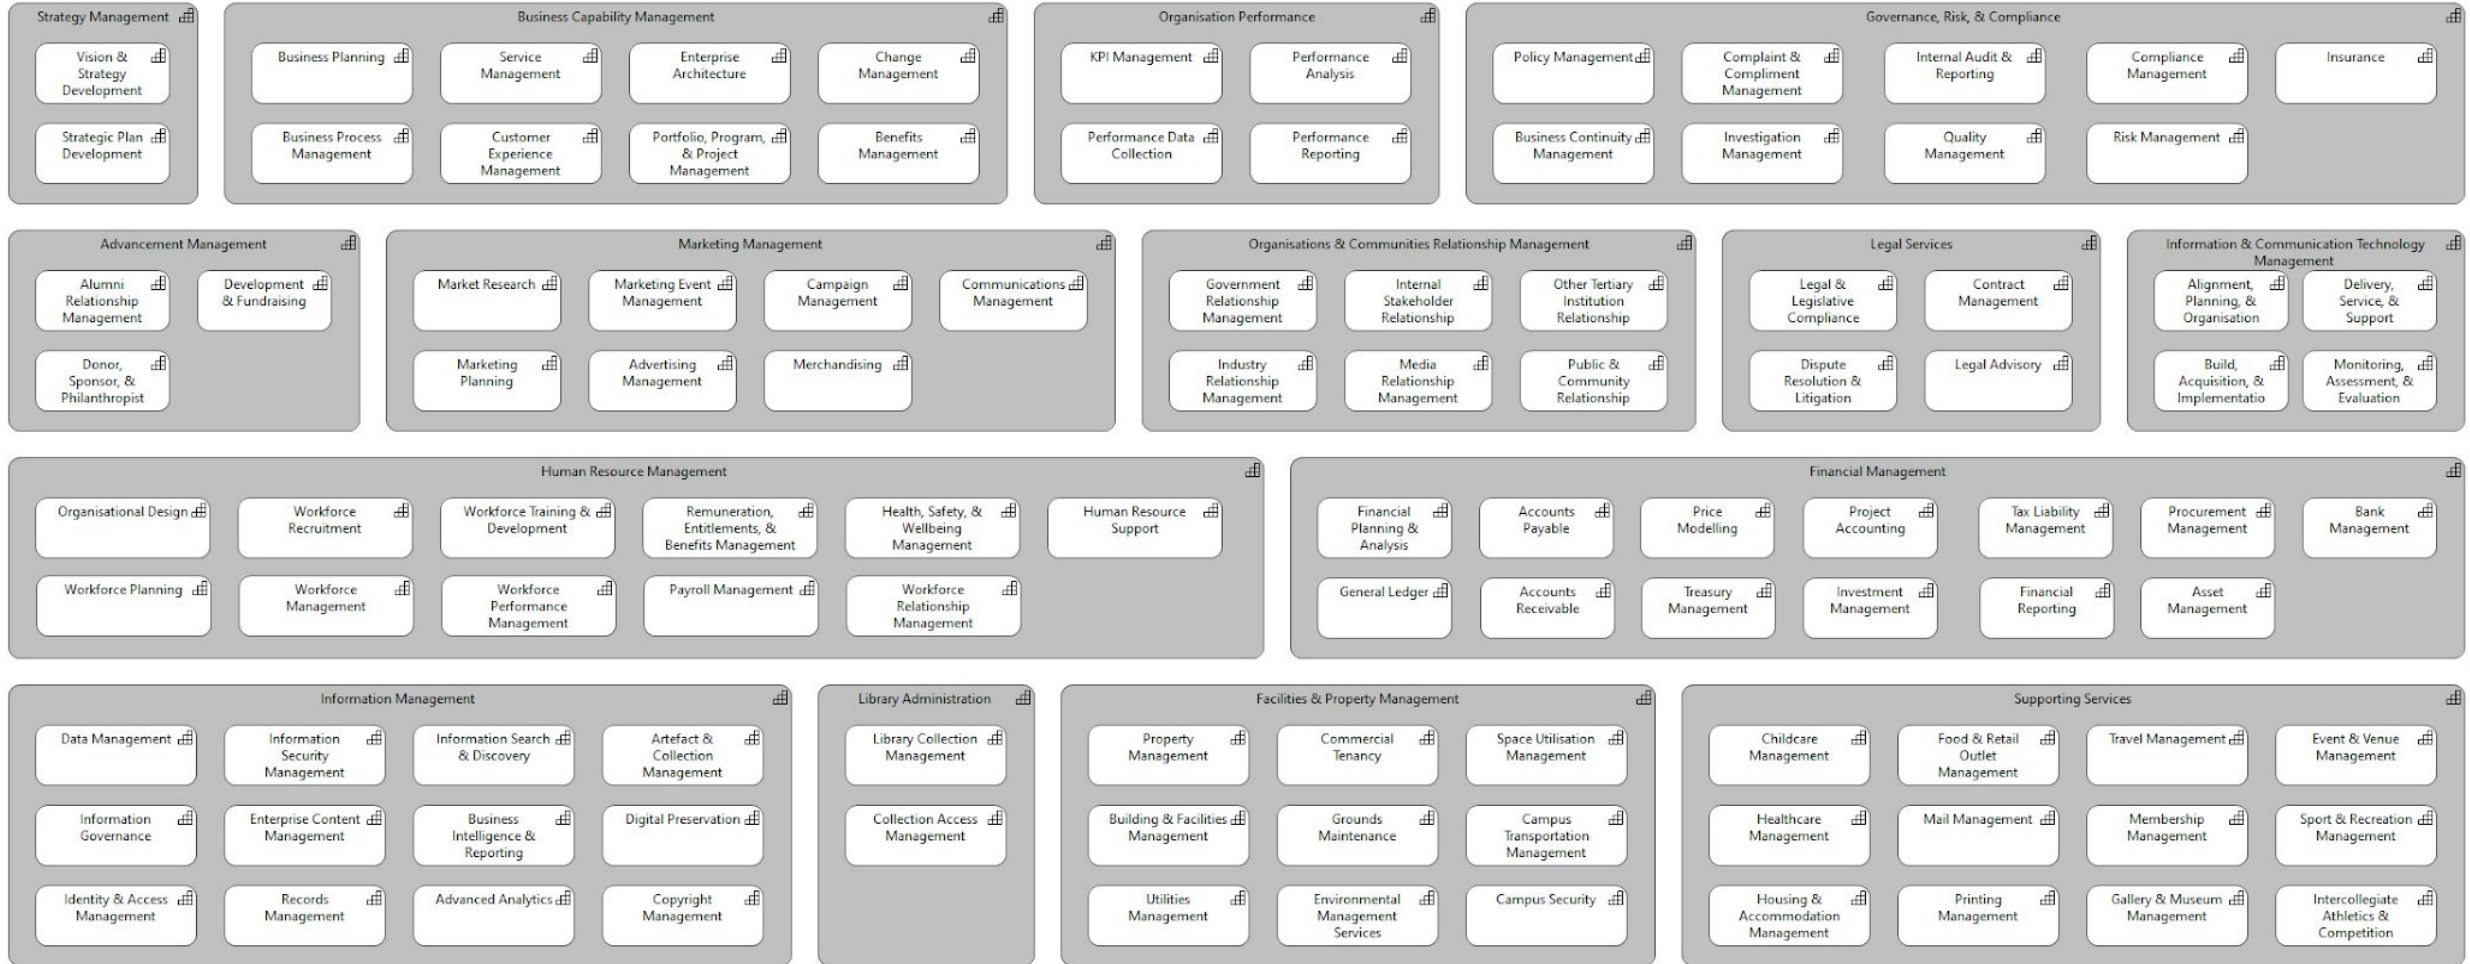 Strategy Management
Vision &
Strategy
Development
Strategic Plan
Development
Business Capability Management
Business Planning
Service
Management
Enterprise
Architecture
Change
Management
Business Process
Management
Customer
Experience
Management
Portfolio, Program,
& Project
Management
Benefits
Management
Organisation Performance
KPI Management
Performance
Analysis
Performance Data
Collection
Performance
Reporting
Governance, Risk, & Compliance
Policy Management
Complaint &
Compliment
Management
Internal Audit &
Reporting
Compliance
Management
Insurance
Business Continuity
Management
Investigation
Management
Quality
Management
Risk Management
Advancement Management
Alumni
Relationship
Management
Development
& Fundraising
Donor,
Sponsor, &
Philanthropist
Marketing Management
Market Research
Marketing Event
Management
Campaign
Management
Communications
Management
Marketing
Planning
Advertising
Management
Merchandising
Organisations & Communities Relationship Management
Government
Relationship
Management
Internal
Stakeholder
Relationship
Other Tertiary
Institution
Relationship
Industry
Relationship
Management
Media
Relationship
Management
Public &
Community
Relationship
Legal Services
Legal &
Legislative
Compliance
Contract
Management
Dispute
Resolution &
Litigation
Legal Advisory
Information & Communication Technology
Management
Alignment,
Planning, &
Organisation
Delivery,
Service, &
Support
Build,
Acquisition, &
Implementatio
Monitoring,
Assessment, &
Evaluation
Human Resource Management
Organisational Design
Workforce
Recruitment
Workforce Training &
Development
Remuneration,
Entitlements, &
Benefits Management
Health, Safety, &
Wellbeing
Management
Human Resource
Support
Workforce Planning
Workforce
Management
Workforce
Performance
Management
Payroll Management
Workforce
Relationship
Management
Financial Management
Financial
Planning &
Analysis
Accounts
Payable
Price
Modelling
Project
Accounting
Tax Liability
Management
Procurement
Management
Bank
Management
General Ledger
Accounts
Receivable
Treasury
Management
Investment
Management
Financial
Reporting
Asset
Management
Information Management
Data Management
Information
Security
Management
Information Search
& Discovery
Artefact &
Collection
Management
Information
Governance
Enterprise Content
Management
Business
Intelligence &
Reporting
Digital Preservation
Identity & Access
Management
Records
Management
Advanced Analytics
Copyright
Management
Library Administration
Library Collection
Management
Collection Access
Management
Facilities & Property Management
Property
Management
Commercial
Tenancy
Space Utilisation
Management
Building & Facilities
Management
Grounds
Maintenance
Campus
Transportation
Management
Utilities
Management
Environmental
Management
Services
Campus Security
Supporting Services
Childcare
Management
Food & Retail
Outlet
Management
Travel Management
Event & Venue
Management
Healthcare
Management
Mail Management
Membership
Management
Sport & Recreation
Management
Housing &
Accommodation
Management
Printing
Management
Gallery & Museum
Management
Intercollegiate
Athletics &
Competition